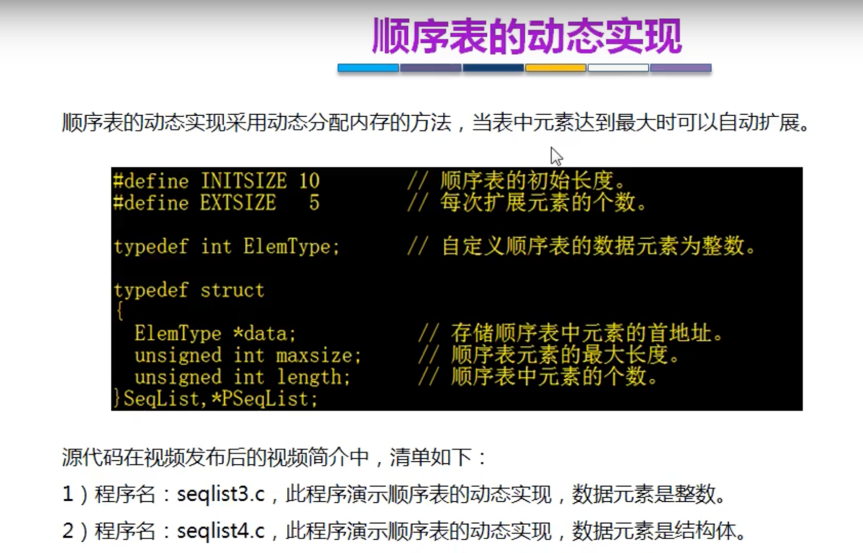 顺序表的动态实现
顺序表的动态实现采用动态分配内存的方法，当表中元素达到最大时可以自动扩展。
#define INITSIZE 10 // 顺序表的初始长度。
#define EXTSIZE 5 // 每次扩展元素的个数。
typedef int ElemType; // 自定义顺序表的数据元素为整数。
typedef struct
{
ElemType *data; // 存储顺序表中元素的首地址。
unsigned int maxsize; // 顺序表元素的最大长度。
unsigned int length; // 顺序表中元素的个数。
}SeqList,*PSeqList;
源代码在视频发布后的视频简介中，清单如下：
1）程序名：seqlist3.c，此程序演示顺序表的动态实现，数据元素是整数。
2）程序名：seqlist4.c，此程序演示顺序表的动态实现，数据元素是结构体。